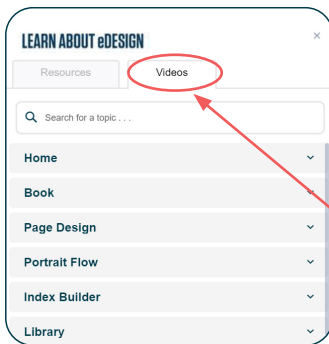 LEARN ABOUT eDESIGN
×
Resources
Videos
Search for a topic . . .
Home
Book
Page Design
Portrait Flow
Index Builder
Library